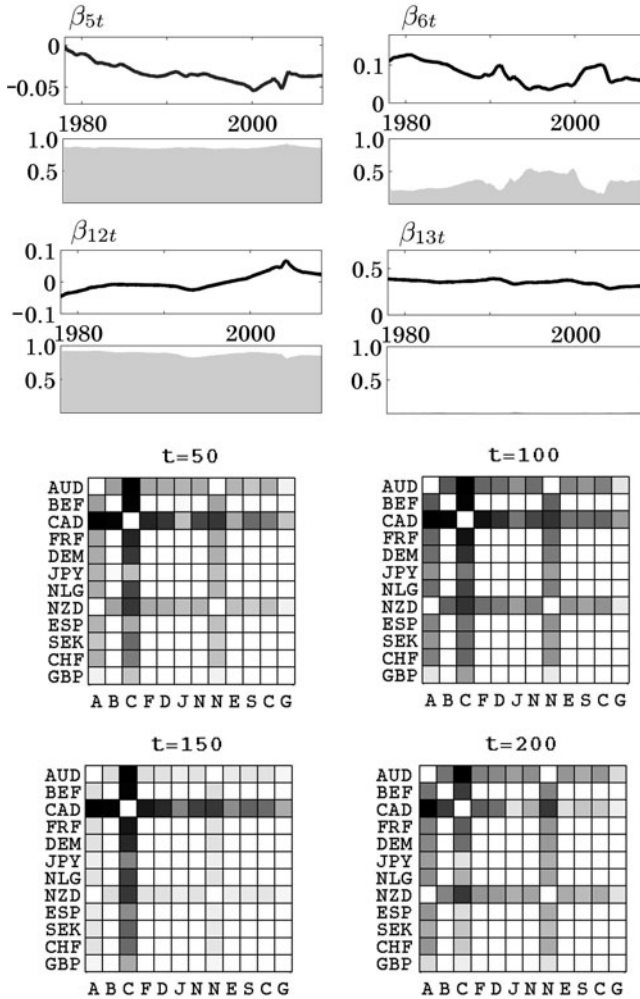 β5t β6t
0 0.1
-0.05 0
1980 2000 1980 2000
1.0 1.0
0.5 0.5
β12t β13t
0.1 0.5
0
-0.1 0
1980 2000 1980 2000
1.0 1.0
0.5 0.5
t=50
AUD
BEF
CAD
FRF
DEM
JPY
NLG
NZD
ESP
SEK
CHF
GBP
A B C F D J N N E S C G
t=100
AUD
BEF
CAD
FRF
DEM
JPY
NLG
NZD
ESP
SEK
CHF
GBP
A B C F D J N N E S C G
t=150
AUD
BEF
CAD
FRF
DEM
JPY
NLG
NZD
ESP
SEK
CHF
GBP
A B C F D J N N E S C G
t=200
AUD
BEF
CAD
FRF
DEM
JPY
NLG
NZD
ESP
SEK
CHF
GBP
A B C F D J N N E S C G